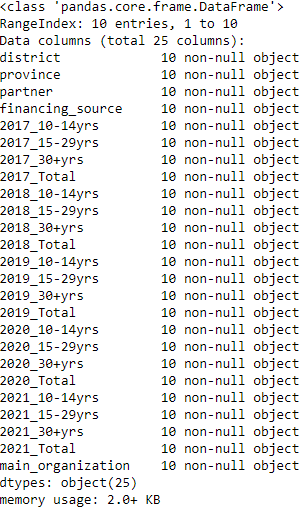 <class 'pandas.core.frame.DataFrame'>
RangeIndex: 10 entries, 1 to 10
Data columns (total 25 columns):
district            10 non-null object
province            10 non-null object
partner             10 non-null object
financing_source    10 non-null object
2017_10-14yrs       10 non-null object
2017_15-29yrs       10 non-null object
2017_30+yrs         10 non-null object
2017_Total          10 non-null object
2018_10-14yrs       10 non-null object
2018_15-29yrs       10 non-null object
2018_30+yrs         10 non-null object
2018_Total          10 non-null object
2019_10-14yrs       10 non-null object
2019_15-29yrs       10 non-null object
2019_30+yrs         10 non-null object
2019_Total          10 non-null object
2020_10-14yrs       10 non-null object
2020_15-29yrs       10 non-null object
2020_30+yrs         10 non-null object
2020_Total          10 non-null object
2021_10-14yrs       10 non-null object
2021_15-29yrs       10 non-null object
2021_30+yrs         10 non-null object
2021_Total          10 non-null object
main_organization   10 non-null object
dtypes: object(25)
memory usage: 2.0+ KB